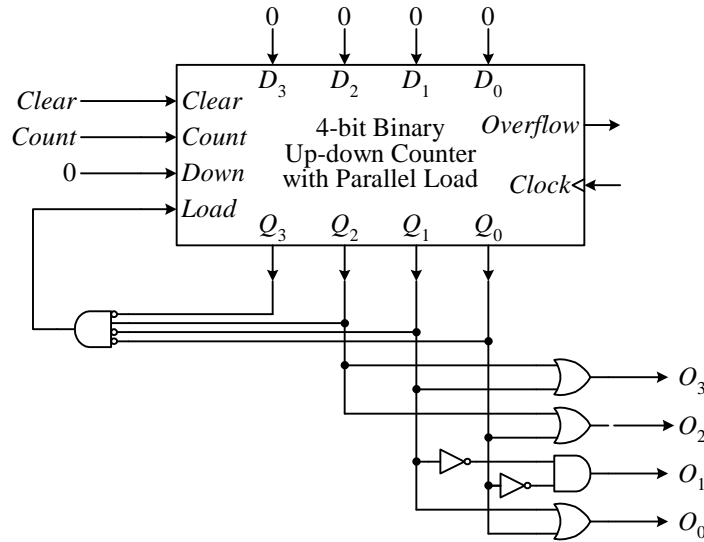 0 0 0 0
D3 D2 D1 D0
Clear Clear
Count Count
0 Down
Load
4-bit Binary
Up-down Counter
with Parallel Load
Overflow
Clock
Q3 Q2 Q1 Q0
O3
O2
O1
O0